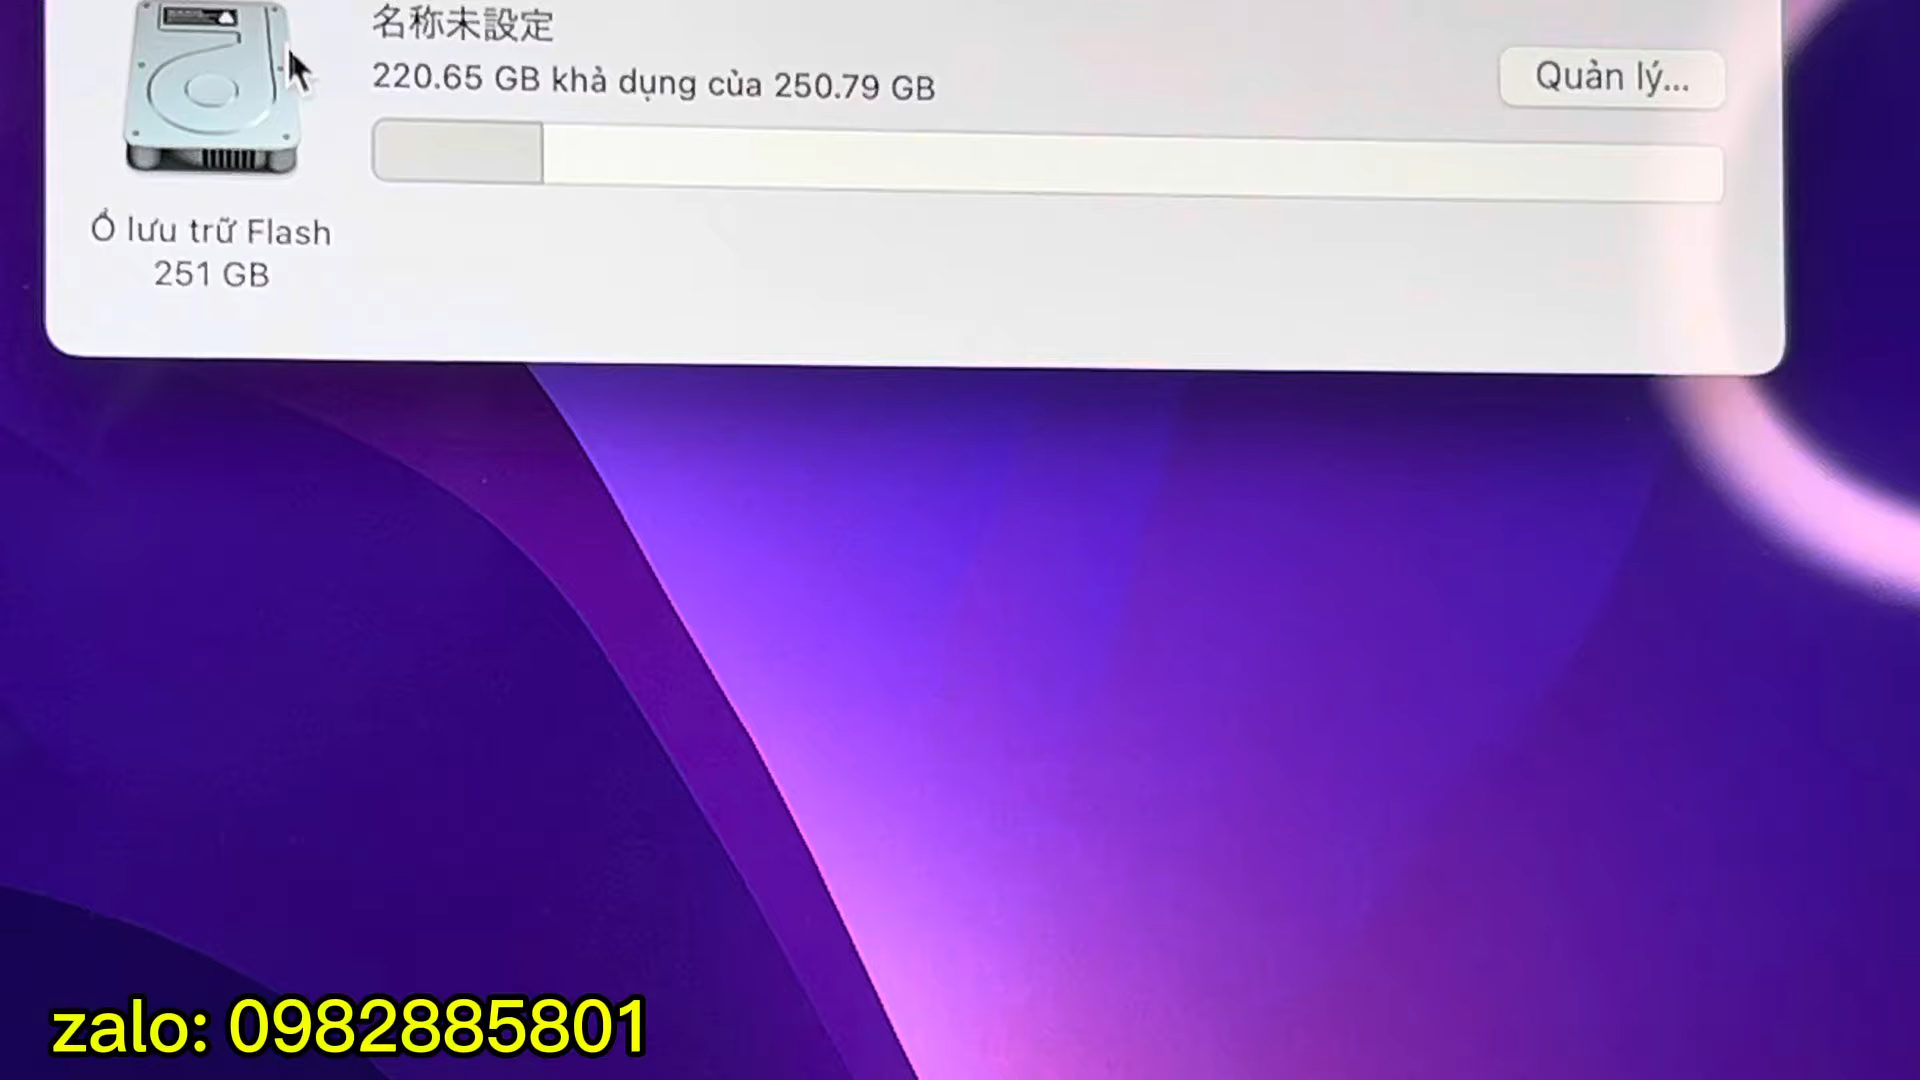 名称未設定
220.65 GB khả dụng của 250.79 GB
Quản lý...
Ổ lưu trữ Flash
251 GB
zalo: 0982885801